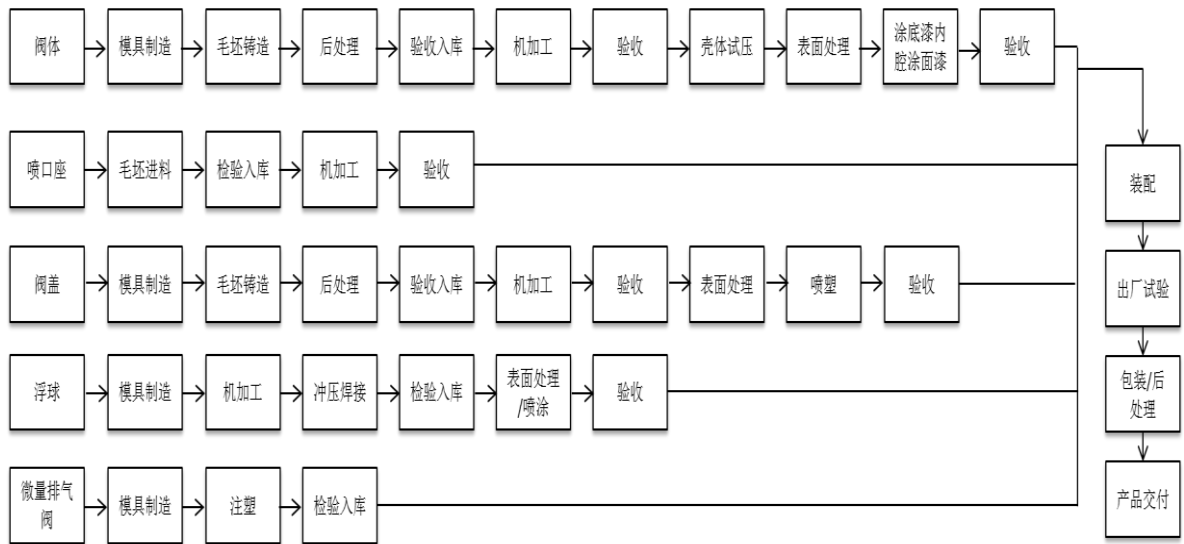 阀体
模具制造
毛坯铸造
后处理
验收入库
机加工
验收
壳体试压
表面处理
涂底漆内
腔涂面漆
验收
喷口座
毛坯进料
检验入库
机加工
验收
装配
阀盖
模具制造
毛坯铸造
后处理
验收入库
机加工
验收
表面处理
喷塑
验收
出厂试验
浮球
模具制造
机加工
冲压焊接
检验入库
表面处理
/喷涂
验收
包装/后
处理
微量排气
阀
模具制造
注塑
检验入库
产品交付